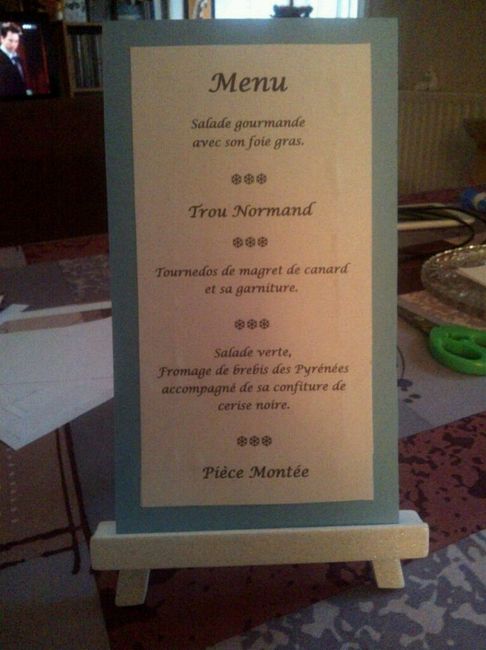 Menu
Salade gourmande
avec son foie gras.
❄❄❄
Trou Normand
❄❄❄
Tournedos de magret de canard
et sa garniture.
❄❄❄
Salade verte,
Fromage de brebis des Pyrénées
accompagné de sa confiture de
cerise noire.
❄❄❄
Pièce Montée